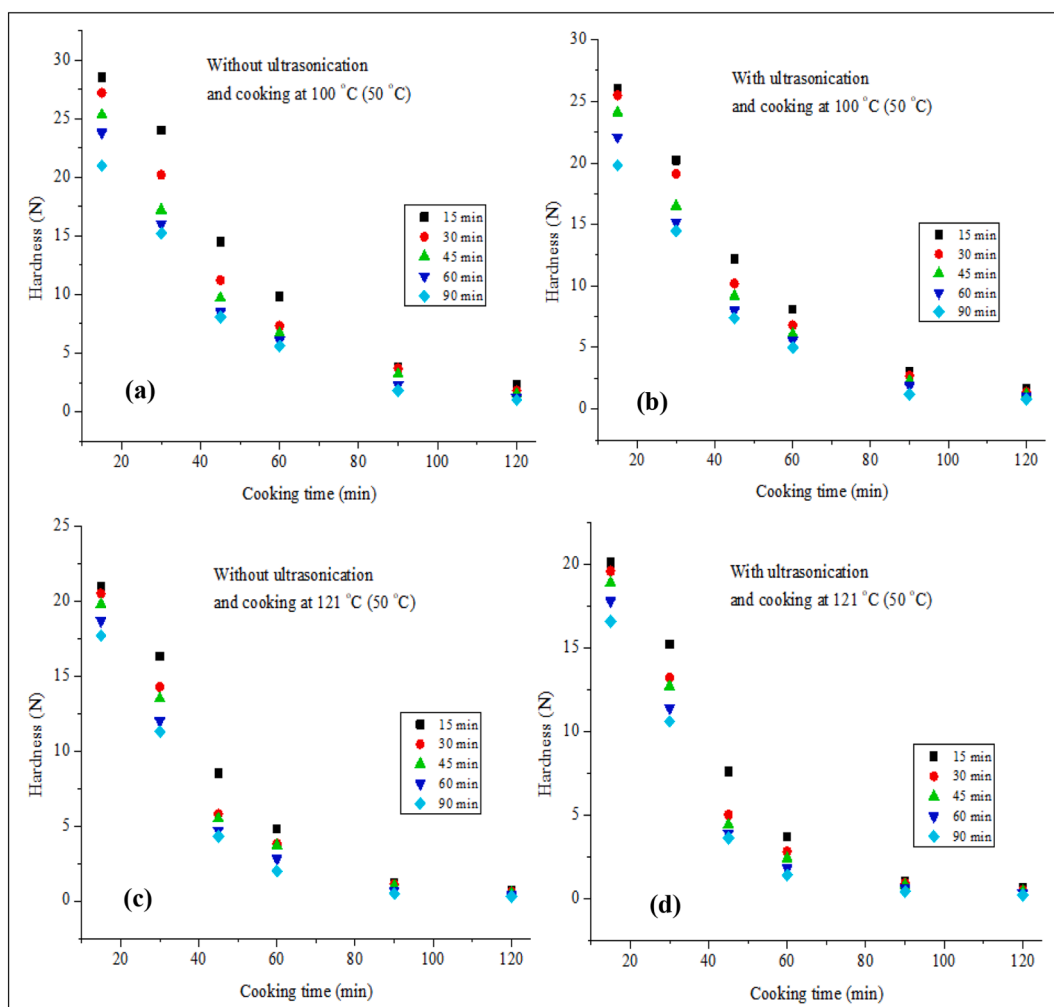 30
25
20
15
10
5
0
Hardness (N)
Without ultrasonication
and cooking at 100 °C (50 °C)
15 min
30 min
45 min
60 min
90 min
(a)
20 40 60 80 100 120
Cooking time (min)
30
25
20
15
10
5
0
Hardness (N)
With ultrasonication
and cooking at 100 °C (50 °C)
15 min
30 min
45 min
60 min
90 min
(b)
20 40 60 80 100 120
Cooking time (min)
25
20
15
10
5
0
Hardness (N)
Without ultrasonication
and cooking at 121 °C (50 °C)
15 min
30 min
45 min
60 min
90 min
(c)
20 40 60 80 100 120
Cooking time (min)
20
15
10
5
0
Hardness (N)
With ultrasonication
and cooking at 121 °C (50 °C)
15 min
30 min
45 min
60 min
90 min
(d)
20 40 60 80 100 120
Cooking time (min)